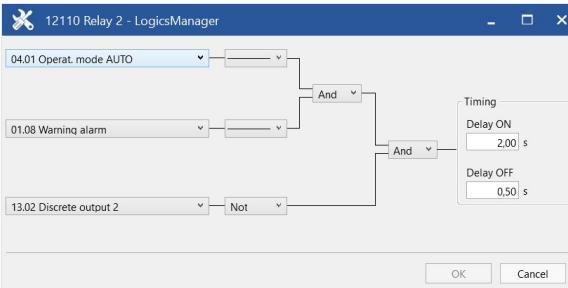 12110 Relay 2 - LogicsManager
04.01 Operat. mode AUTO
And
Timing
01.08 Warning alarm
Delay ON
2,00 s
And
Delay OFF
0,50 s
13.02 Discrete output 2 Not
OK Cancel